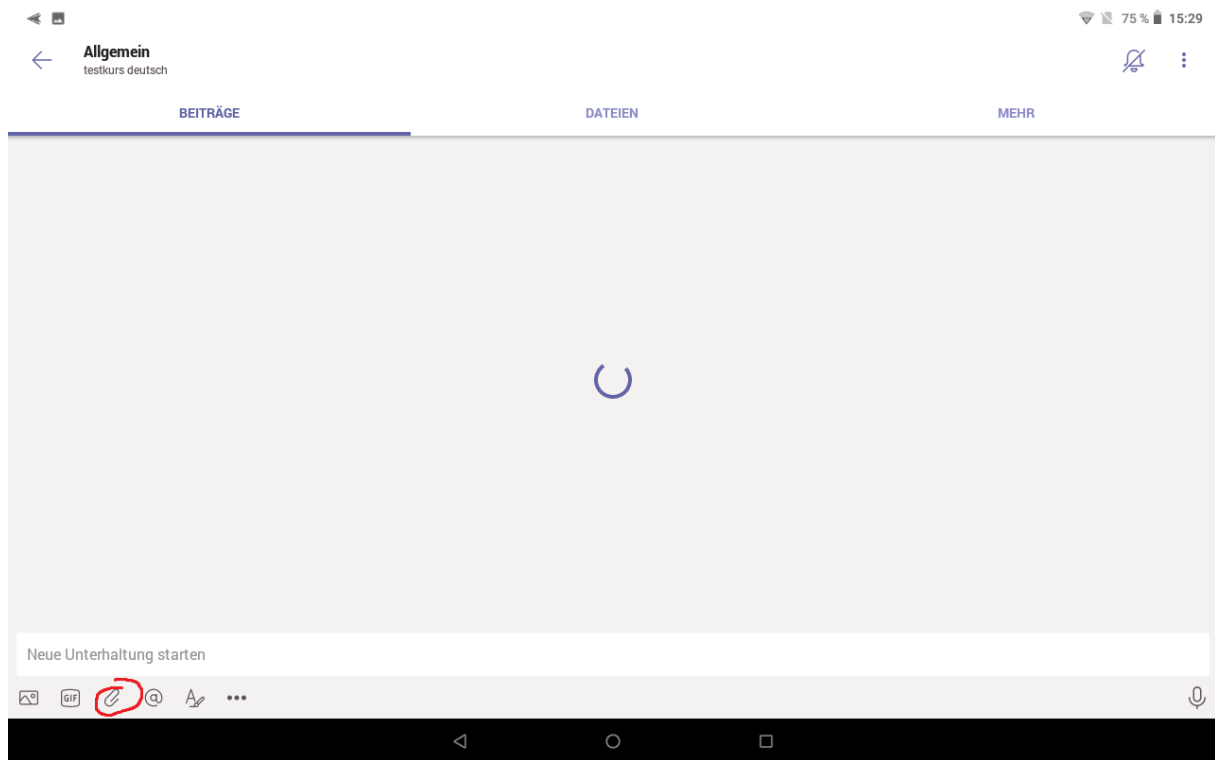 75 % 15:29
Allgemein
testkurs deutsch
BEITRÄGE DATEIEN MEHR
Neue Unterhaltung starten
GIF @